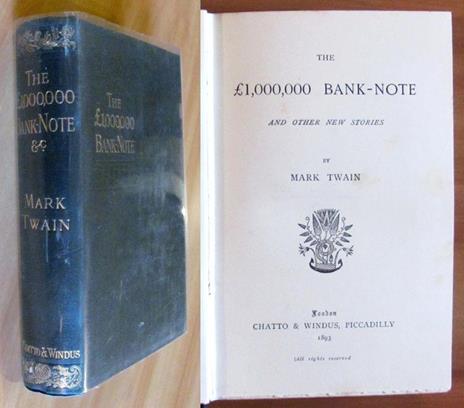 THE
£1,000,000
BANK-NOTE
&c
MARK
TWAIN
CHATTO & WINDUS
THE
£1,000,000
BANK-NOTE
THE
£1,000,000 BANK-NOTE
AND OTHER NEW STORIES
BY
MARK TWAIN
London
CHATTO & WINDUS, PICCADILLY
1893
[All rights reserved